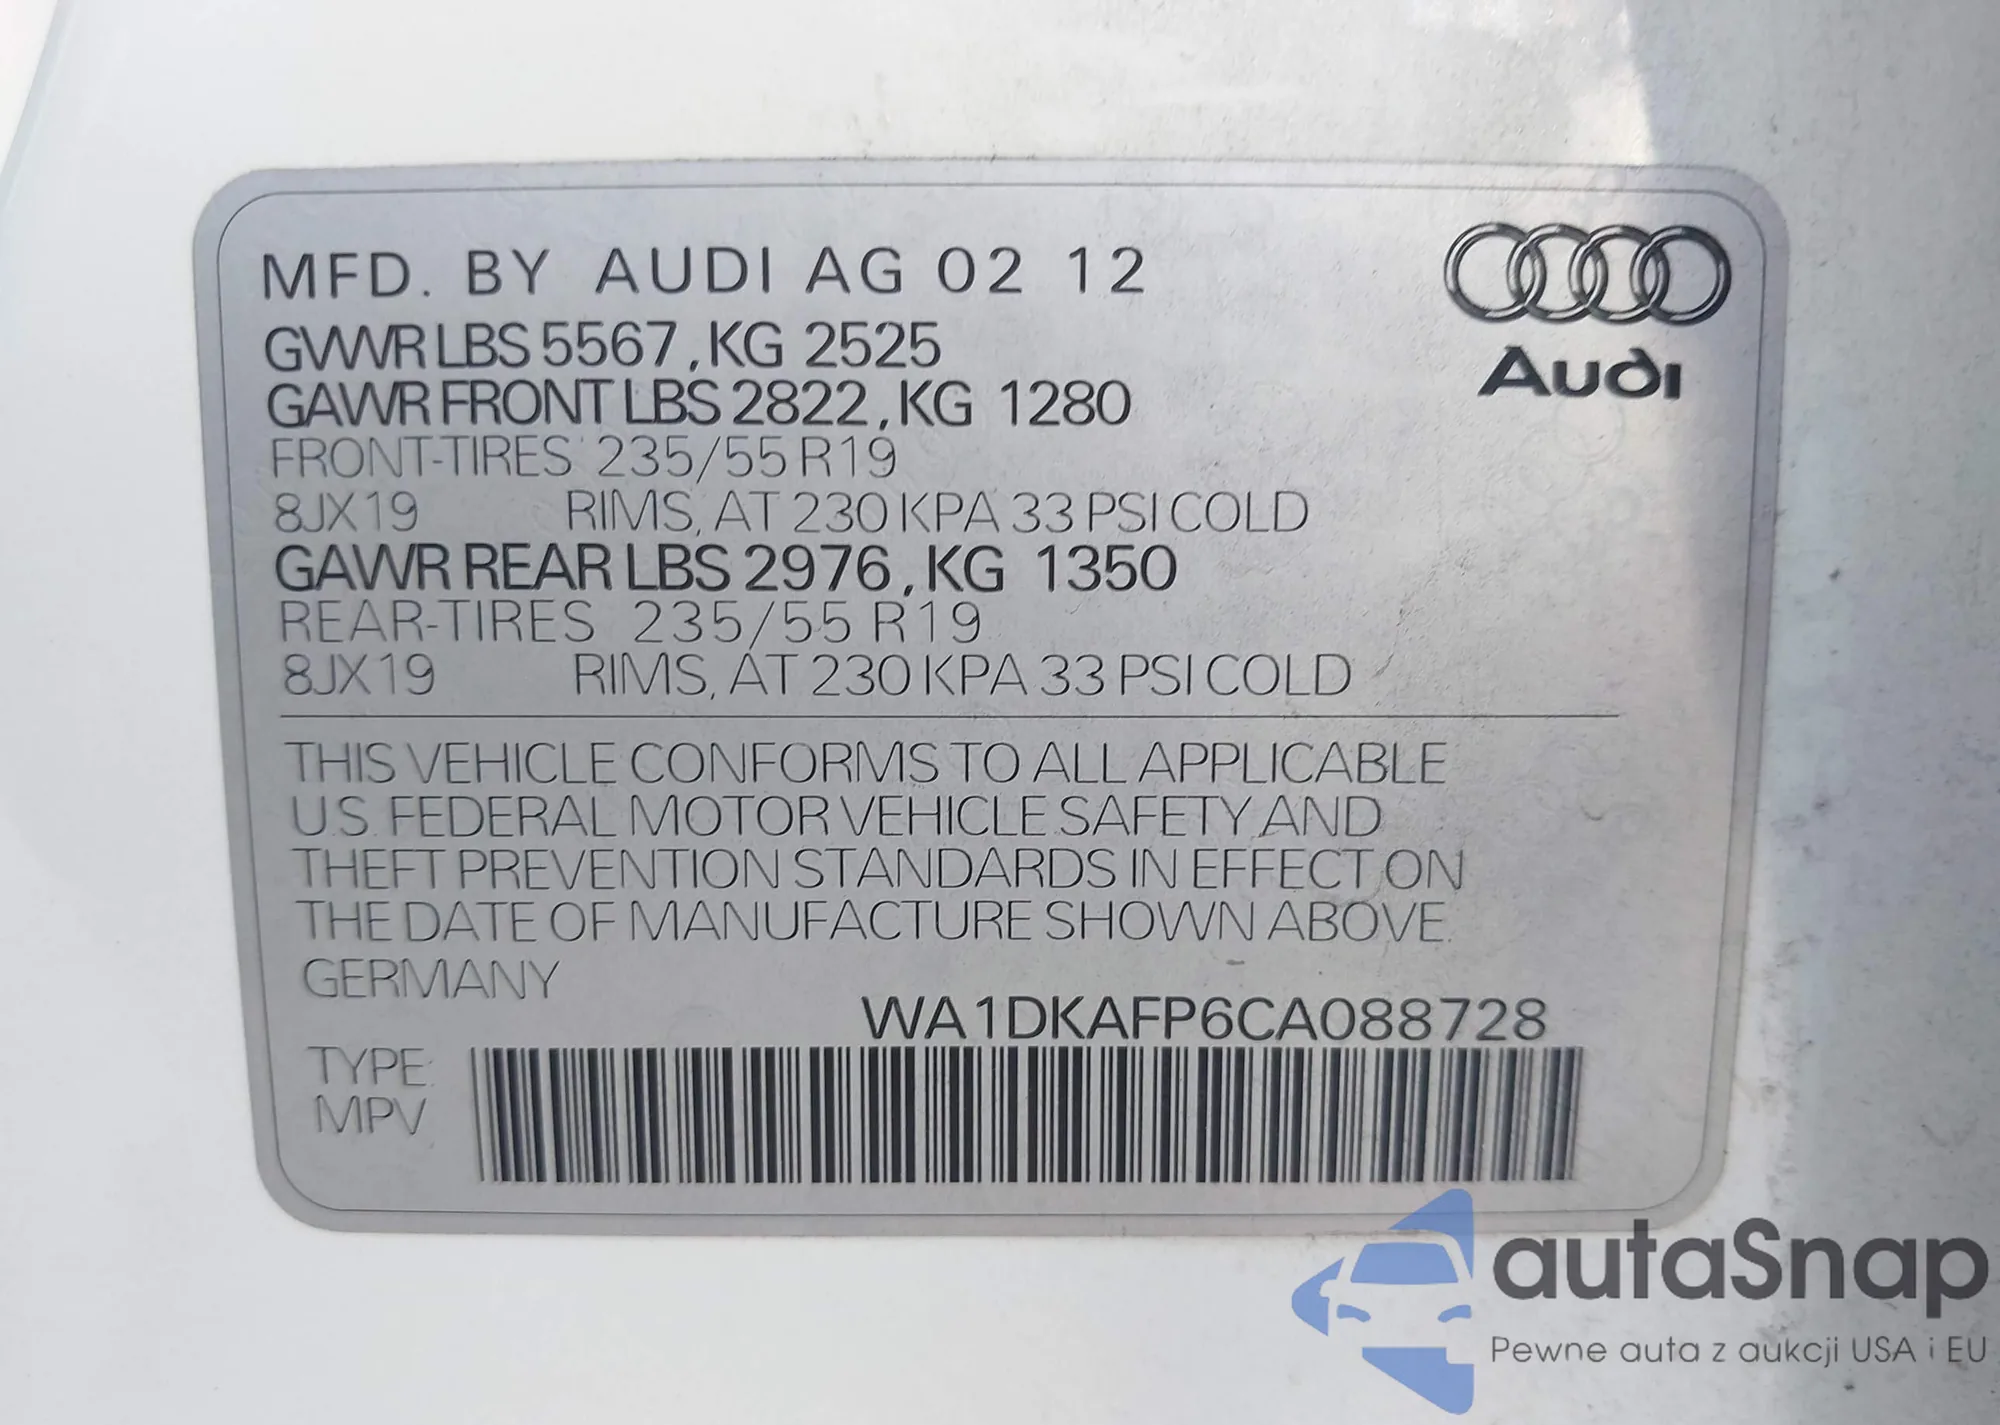 MFD. BY AUDI AG 02 12
GVWR LBS 5567, KG 2525
GAWR FRONT LBS 2822, KG 1280
FRONT-TIRES 235/55 R19
8JX19 RIMS, AT 230 KPA 33 PSI COLD
GAWR REAR LBS 2976, KG 1350
REAR-TIRES 235/55 R19
8JX19 RIMS, AT 230 KPA 33 PSI COLD
Audi
THIS VEHICLE CONFORMS TO ALL APPLICABLE
U.S. FEDERAL MOTOR VEHICLE SAFETY AND
THEFT PREVENTION STANDARDS IN EFFECT ON
THE DATE OF MANUFACTURE SHOWN ABOVE.
GERMANY
WA1DKAFP6CA088728
TYPE:
MPV
autaSnap
Pewne auta z aukcji USA i EU